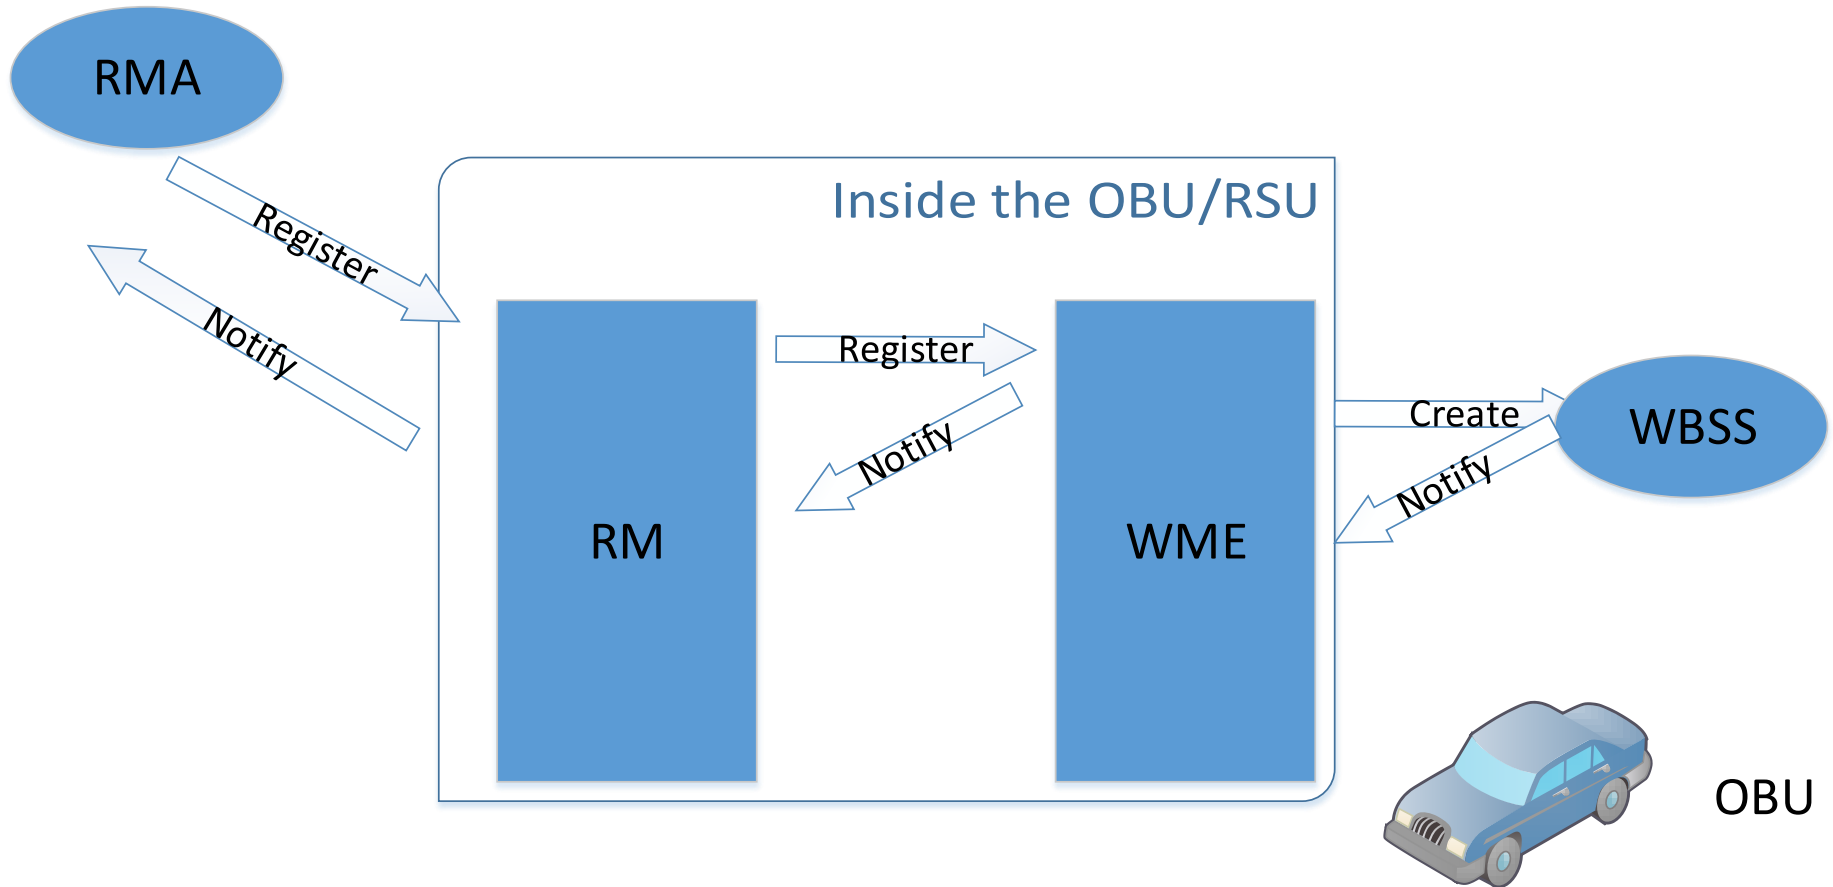 RMA
Inside the OBU/RSU
Register
Notify
Register
Notify
Create
Notify
WBSS
RM
WME
OBU